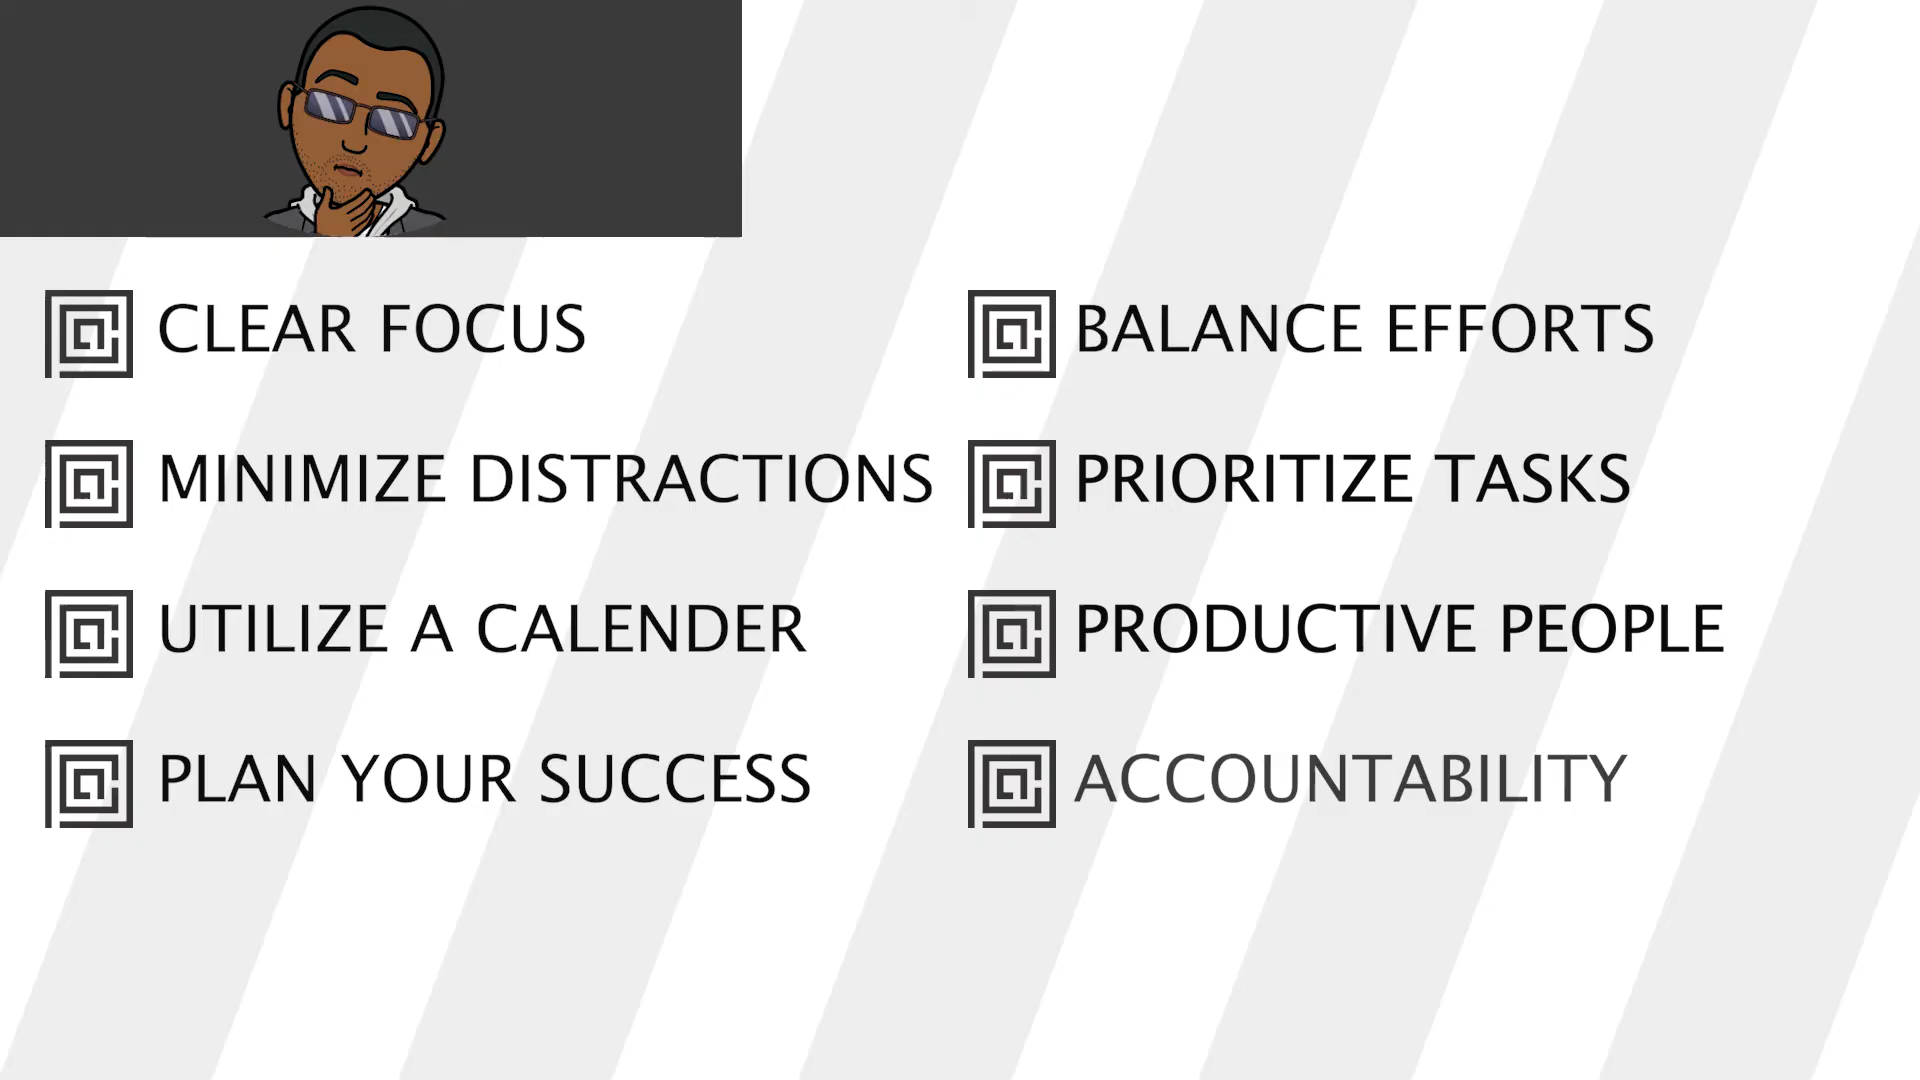 CLEAR FOCUS
MINIMIZE DISTRACTIONS
UTILIZE A CALENDER
PLAN YOUR SUCCESS
BALANCE EFFORTS
PRIORITIZE TASKS
PRODUCTIVE PEOPLE
ACCOUNTABILITY